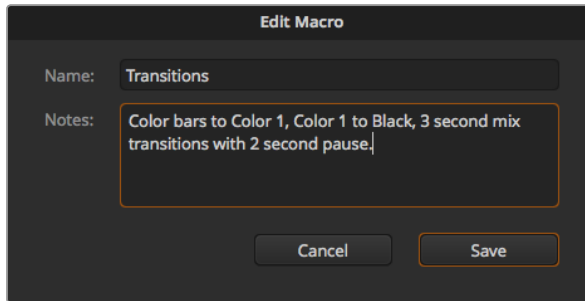 Edit Macro
Name: Transitions
Notes: Color bars to Color 1, Color 1 to Black, 3 second mix
transitions with 2 second pause.
Cancel Save